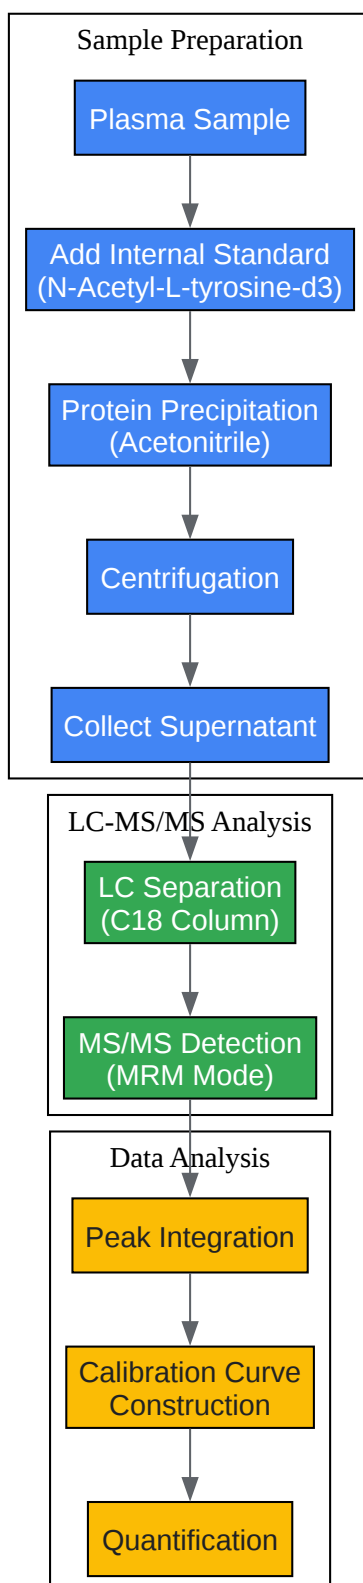 Sample Preparation
Plasma Sample
Add Internal Standard
(N-Acetyl-L-tyrosine-d3)
Protein Precipitation
(Acetonitrile)
Centrifugation
Collect Supernatant
LC-MS/MS Analysis
LC Separation
(C18 Column)
MS/MS Detection
(MRM Mode)
Data Analysis
Peak Integration
Calibration Curve
Construction
Quantification